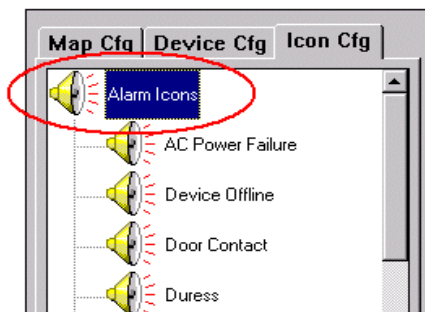 Map Cfg Device Cfg Icon Cfg
Alarm Icons
AC Power Failure
Device Offline
Door Contact
Duress